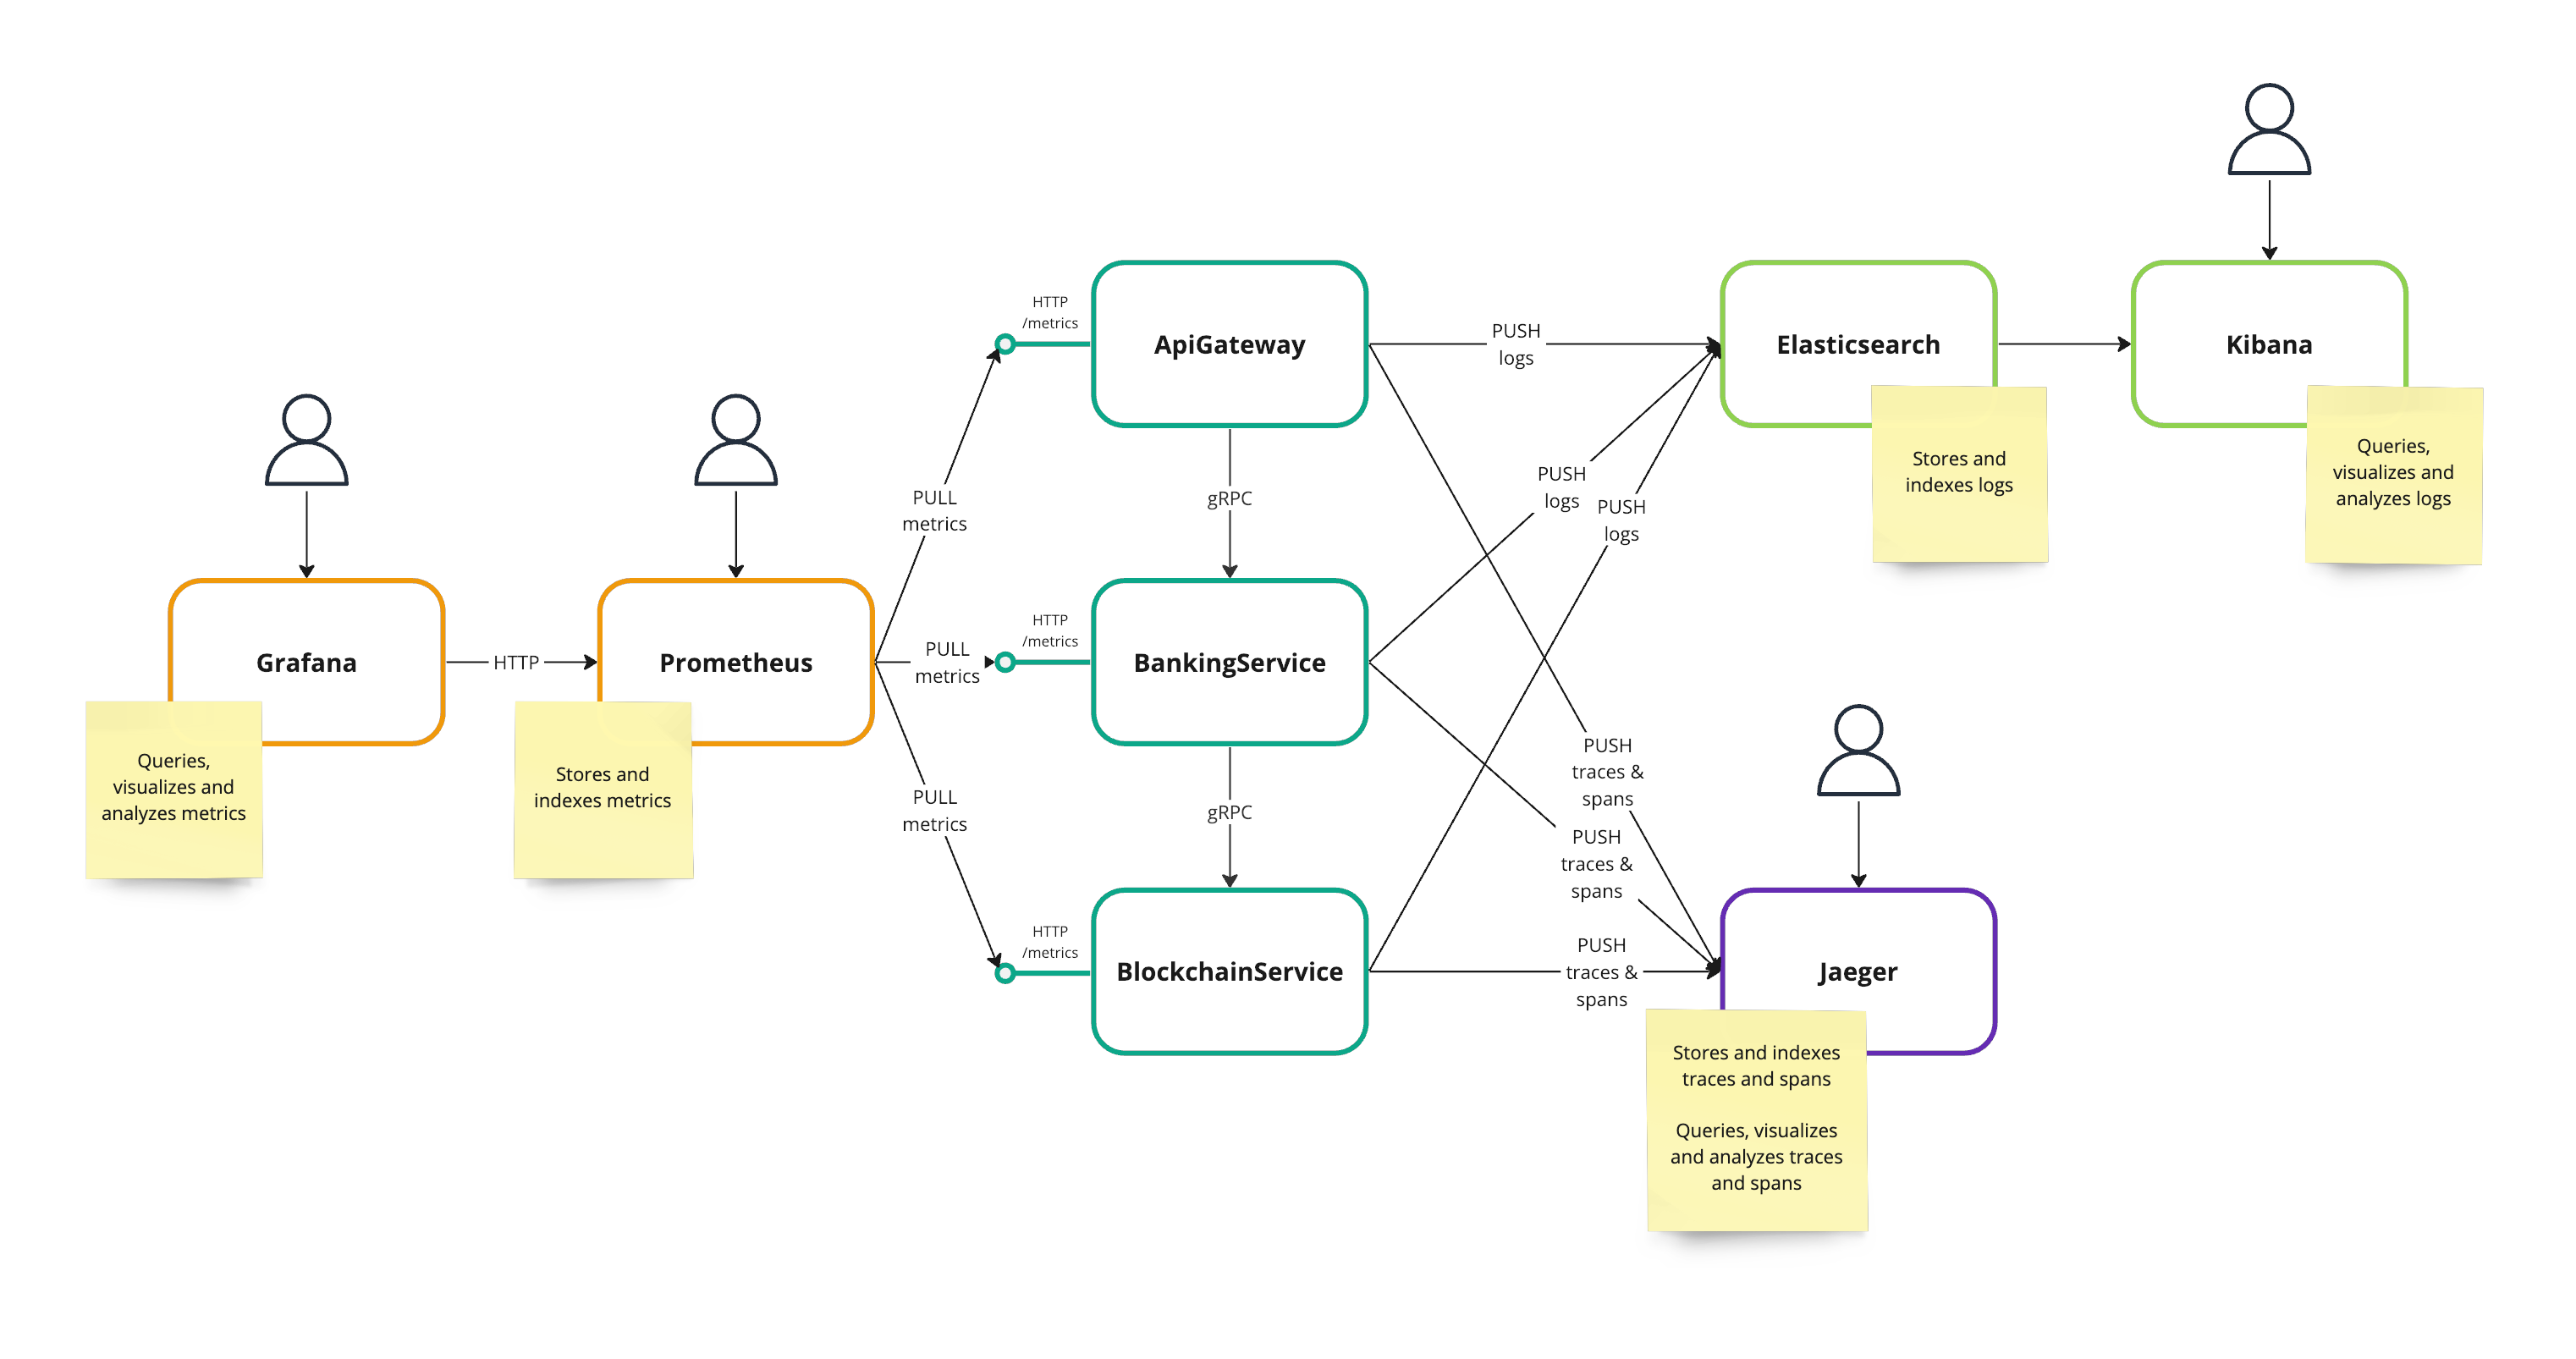 HTTP
/metrics
ApiGateway
PUSH
logs
Elasticsearch
Kibana
PULL
metrics
gRPC
PUSH
logs
PUSH
logs
Stores and
indexes logs
Queries,
visualizes and
analyzes logs
Grafana
HTTP
Prometheus
PULL
metrics
HTTP
/metrics
BankingService
Queries,
visualizes and
analyzes metrics
Stores and
indexes metrics
PULL
metrics
gRPC
PUSH
traces &
spans
PUSH
traces &
spans
HTTP
/metrics
BlockchainService
PUSH
traces &
spans
Jaeger
Stores and indexes
traces and spans
Queries, visualizes
and analyzes traces
and spans